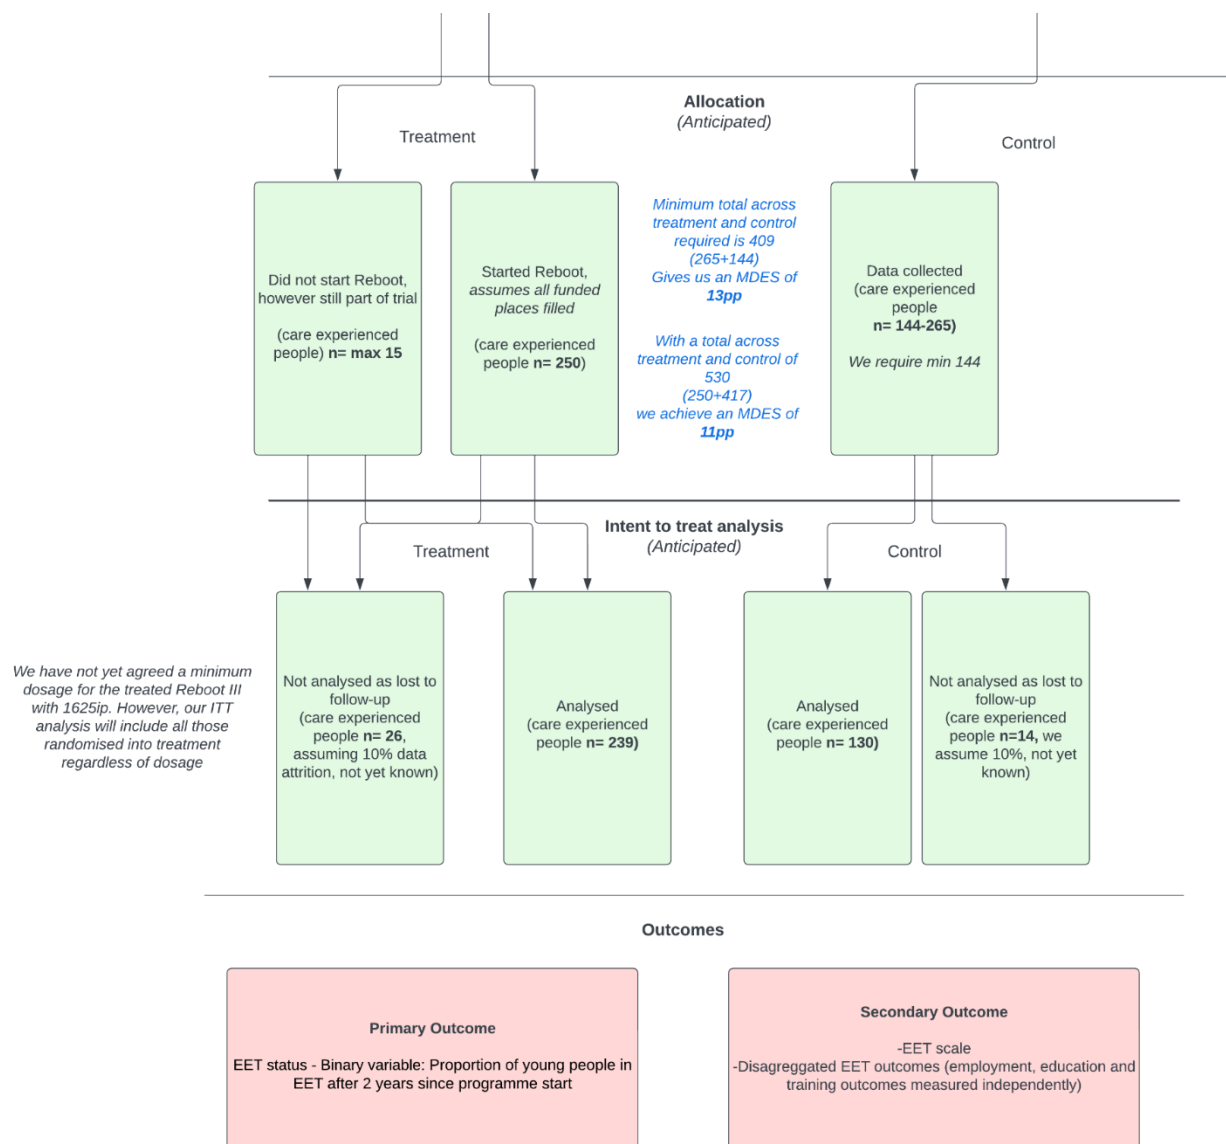 Allocation
(Anticipated)
Treatment
Control
Did not start Reboot,
however still part of trial
(care experienced
people) n= max 15
Started Reboot,
assumes all funded
places filled
(care experienced
people n= 250)
Minimum total across
treatment and control
required is 409
(265+144)
Gives us an MDES of
13pp
With a total across
treatment and control of
530
(250+417)
we achieve an MDES of
11pp
Data collected
(care experienced
people
n= 144-265)
We require min 144
Intent to treat analysis
(Anticipated)
Treatment
Control
We have not yet agreed a minimum
dosage for the treated Reboot III
with 1625ip. However, our ITT
analysis will include all those
randomised into treatment
regardless of dosage
Not analysed as lost to
follow-up
(care experienced
people n= 26,
assuming 10% data
attrition, not yet known)
Analysed
(care experienced
people n= 239)
Analysed
(care experienced
people n= 130)
Not analysed as lost to
follow-up
(care experienced
people n=14, we
assume 10%, not yet
known)
Outcomes
Primary Outcome
EET status - Binary variable: Proportion of young people in
EET after 2 years since programme start
Secondary Outcome
-EET scale
-Disagreggated EET outcomes (employment, education and
training outcomes measured independently)